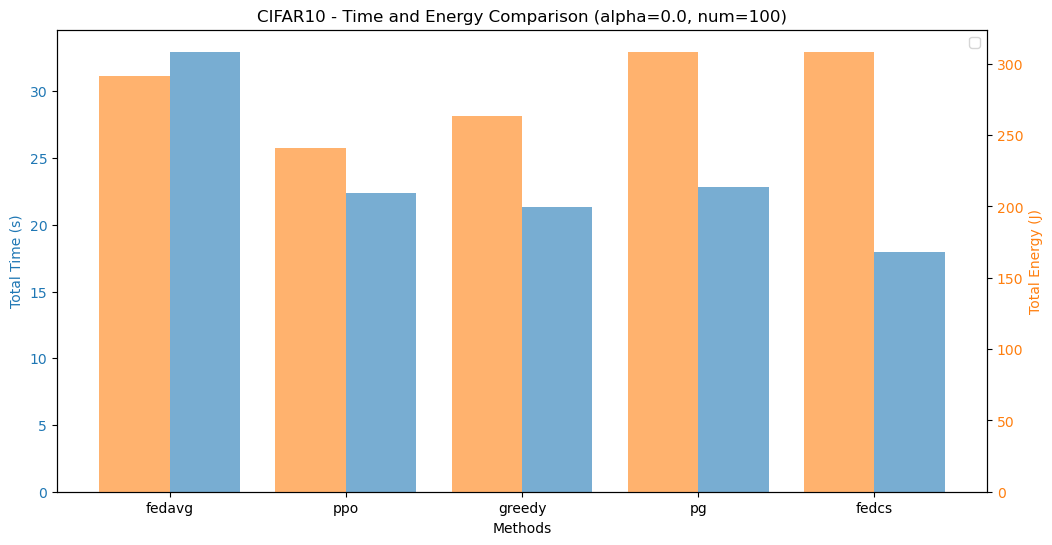 CIFAR10 - Time and Energy Comparison (alpha=0.0, num=100)
Total Time (s)
30
25
20
15
10
5
0
300
250
200
150
100
50
0
Total Energy (J)
fedavg ppo greedy pg fedcs
Methods